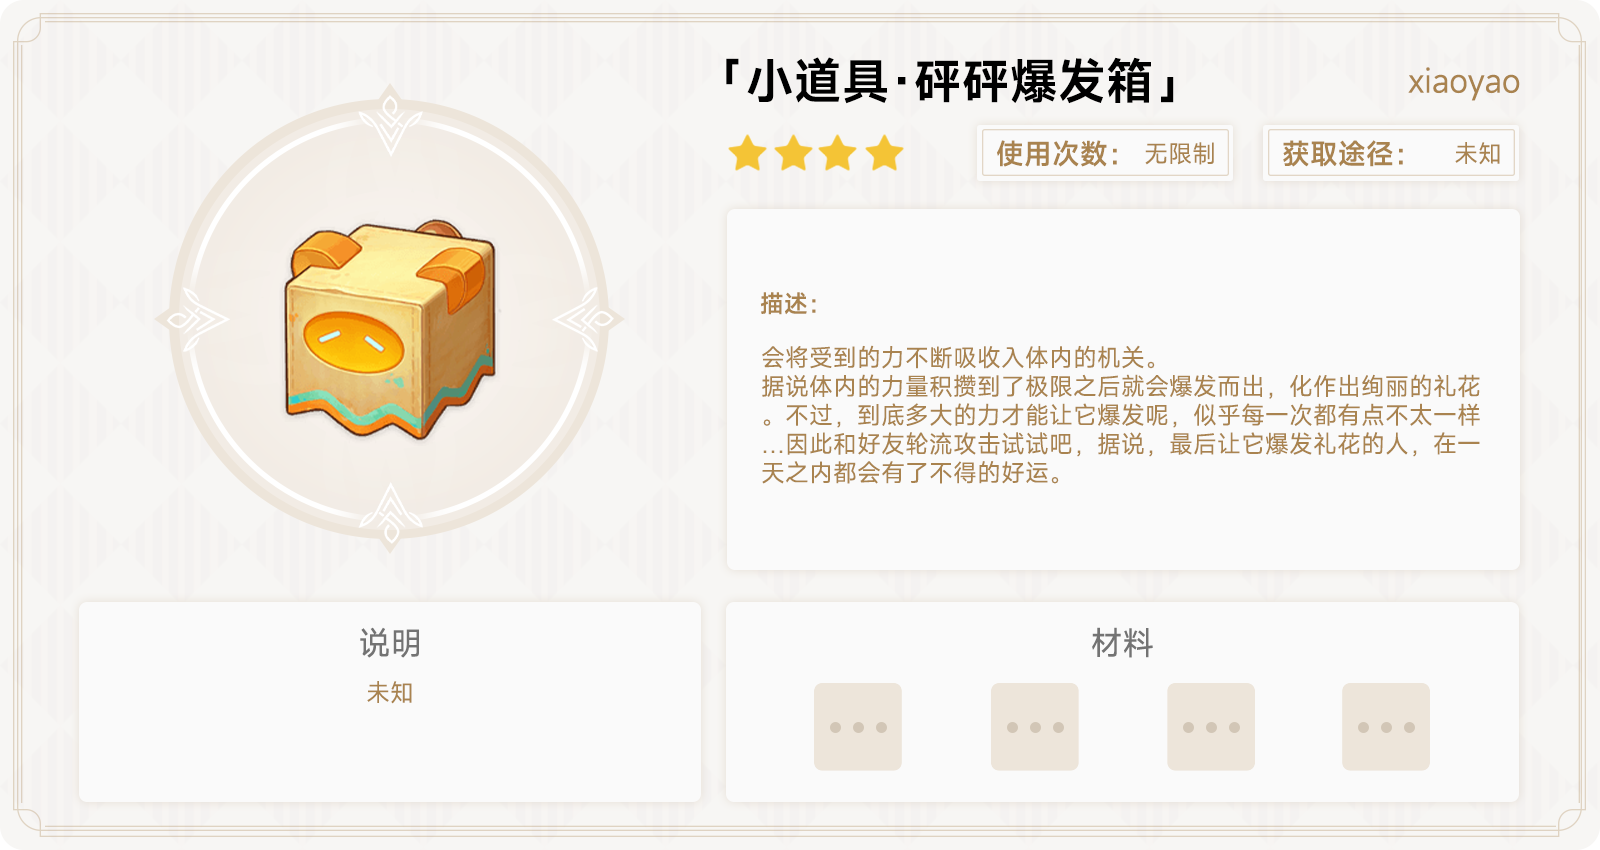 「小道具·砰砰爆发箱」
xiaoyao
使用次数： 无限制
获取途径： 未知
描述：
会将受到的力不断吸收入体内的机关。
据说体内的力量积攒到了极限之后就会爆发而出，化作出绚丽的礼花
。不过，到底多大的力才能让它爆发呢，似乎每一次都有点不太一样
…因此和好友轮流攻击试试吧，据说，最后让它爆发礼花的人，在一
天之内都会有了不得的好运。
说明
未知
材料